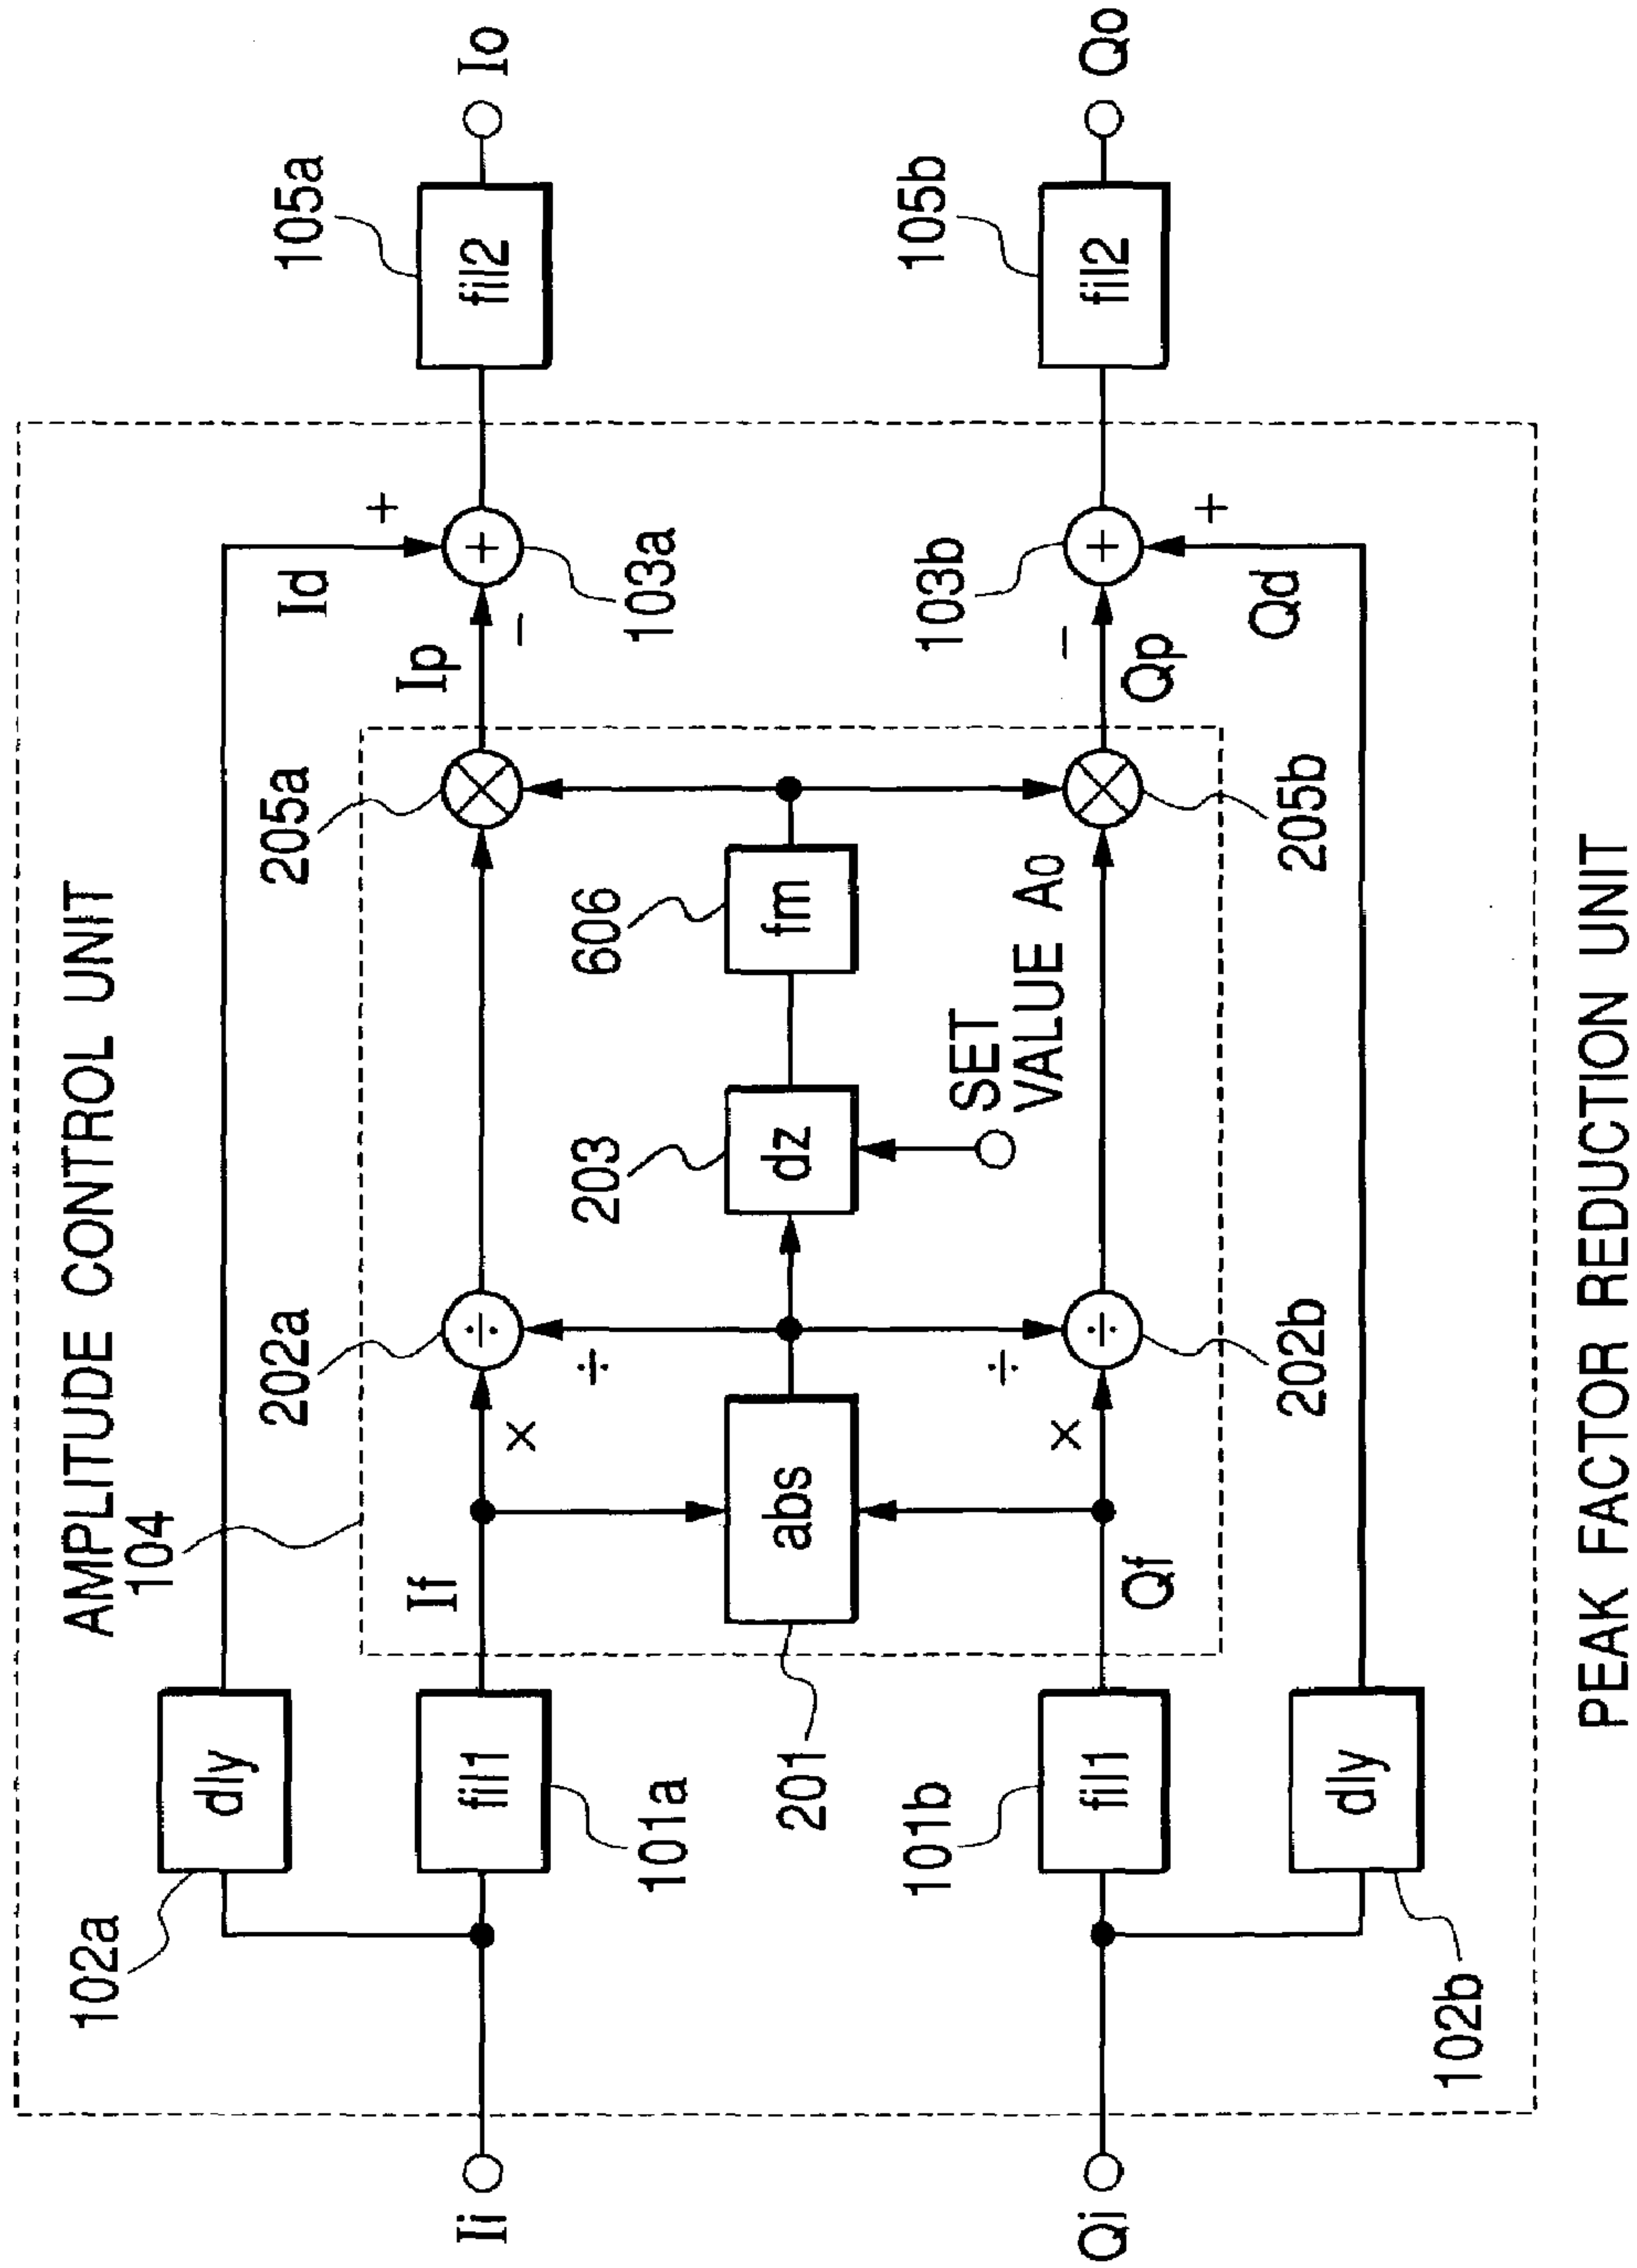 AMPLITUDE CONTROL UNIT
104
102a
dly
Id
+
105a
Ii
fil1
101a
If
×
202a
÷
÷
205a
Ip
−
+
103a
fil2
Io
201
abs
203
dz
606
fm
SET
VALUE A0
Qi
101b
fil1
Qf
×
÷
÷
202b
205b
Qp
−
+
103b
105b
fil2
Qo
102b
dly
Qd
+
PEAK FACTOR REDUCTION UNIT